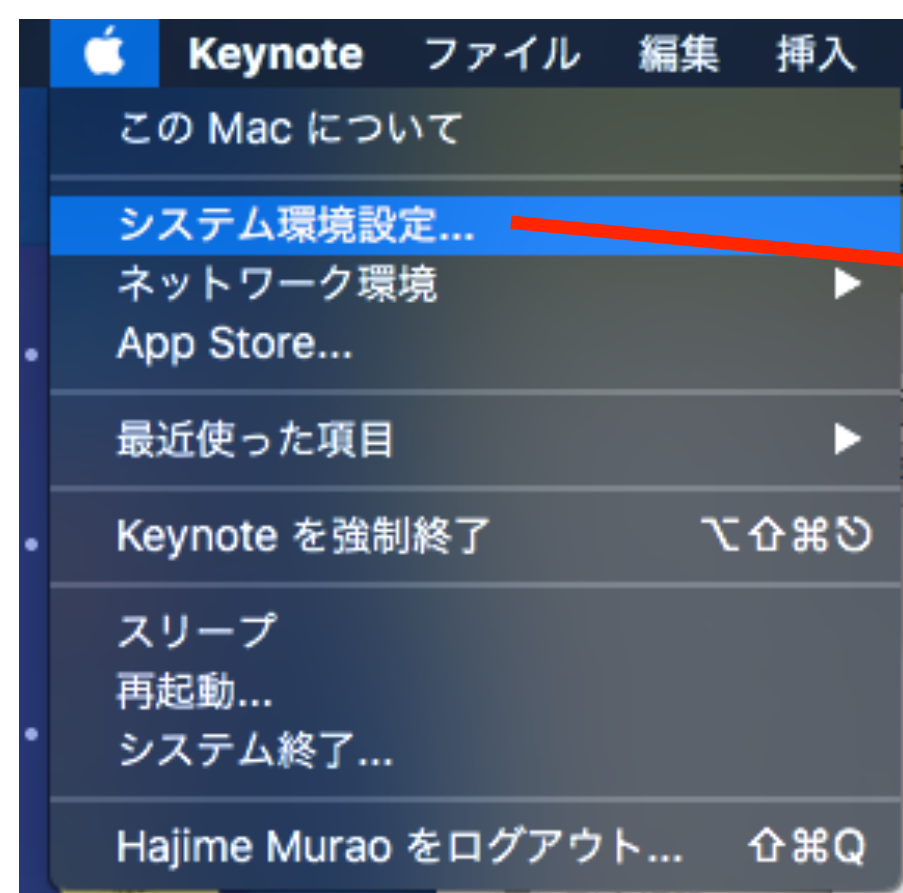 Keynote ファイル 編集 挿入
この Mac について
システム環境設定...
ネットワーク環境 ▶
App Store...
最近使った項目 ▶
Keynote を強制終了 ⌥⇧⌘⎋
スリープ
再起動...
システム終了...
Hajime Murao をログアウト... ⇧⌘Q